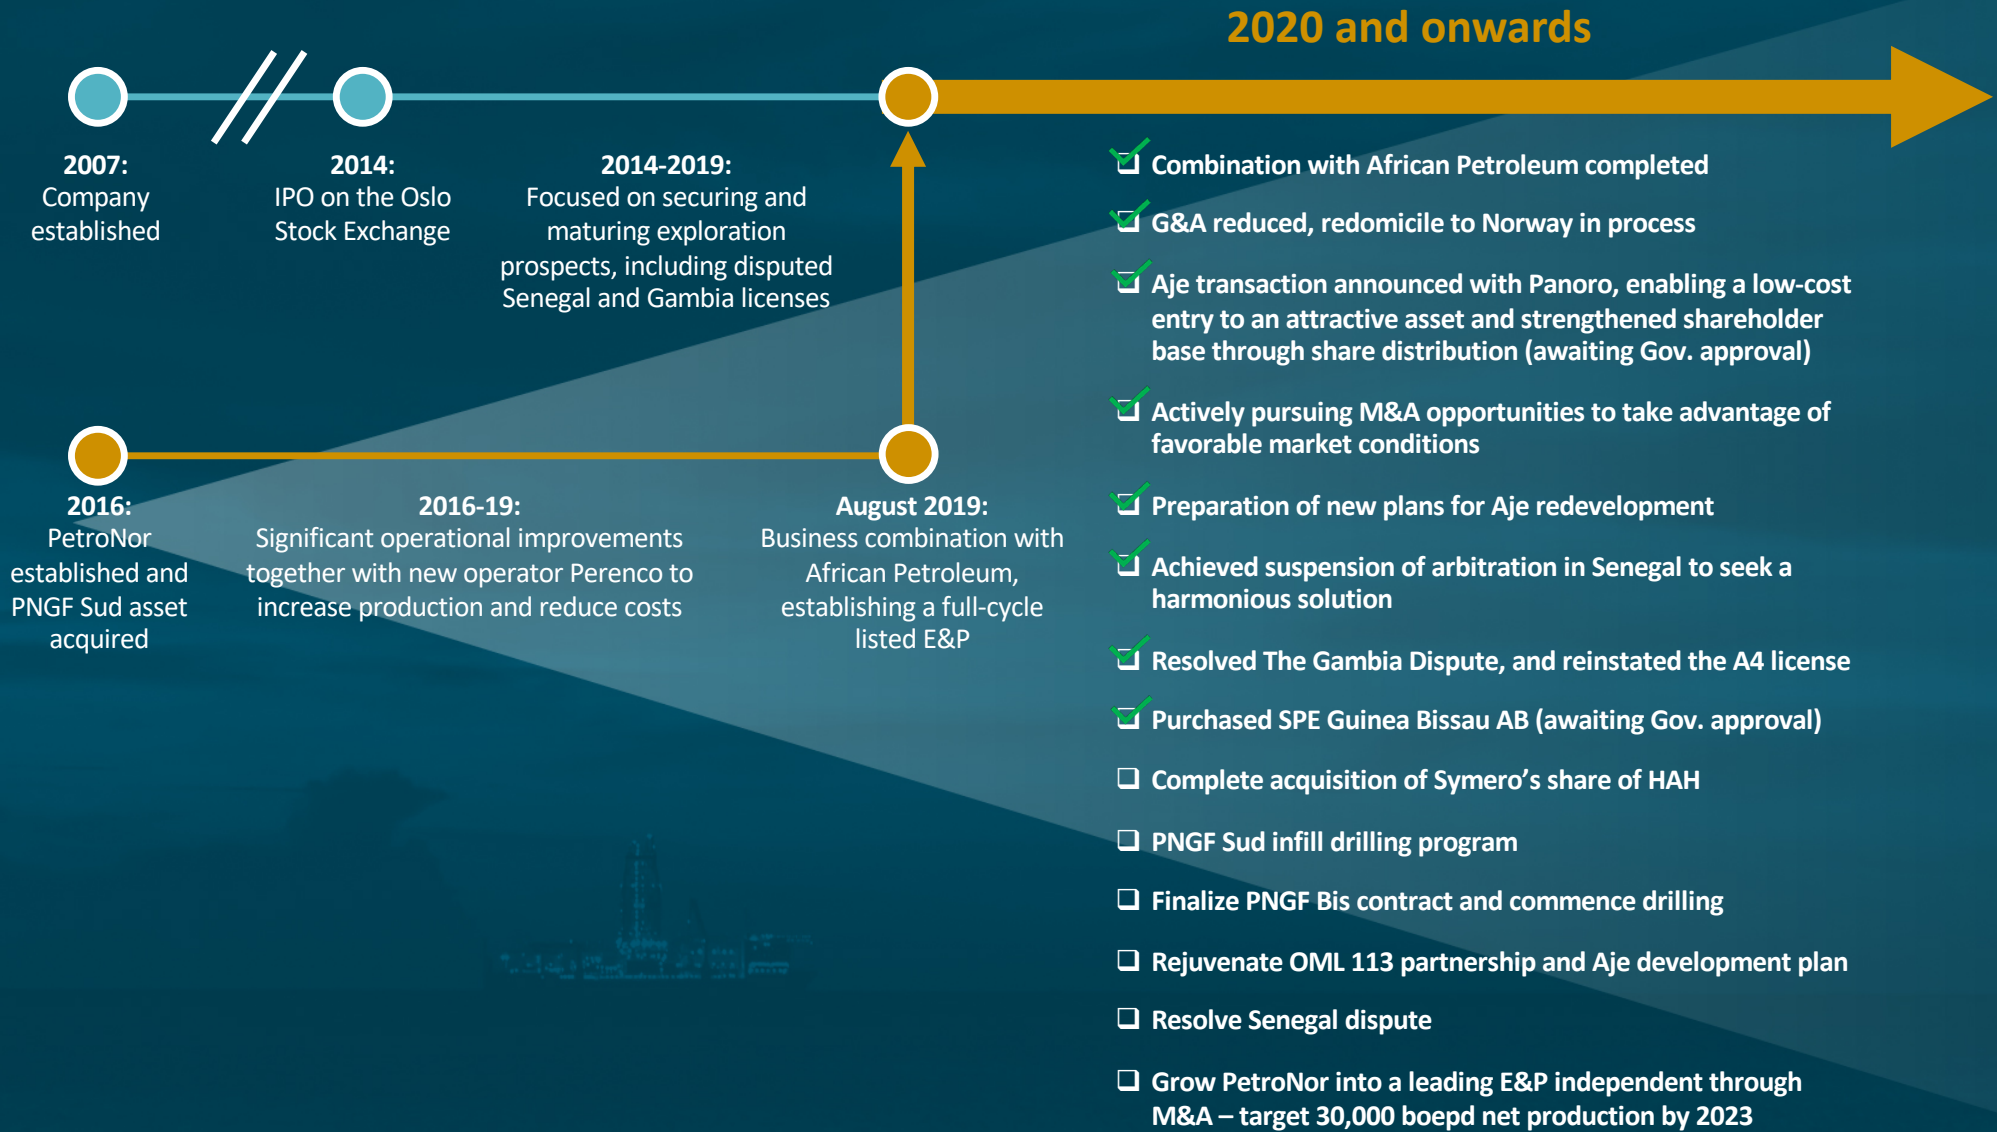 2020 and onwards
2007:
Company
established
2014:
IPO on the Oslo
Stock Exchange
2014-2019:
Focused on securing and
maturing exploration
prospects, including disputed
Senegal and Gambia licenses
2016:
PetroNor
established and
PNGF Sud asset
acquired
2016-19:
Significant operational improvements
together with new operator Perenco to
increase production and reduce costs
August 2019:
Business combination with
African Petroleum,
establishing a full-cycle
listed E&P
Combination with African Petroleum completed
G&A reduced, redomicile to Norway in process
Aje transaction announced with Panoro, enabling a low-cost
entry to an attractive asset and strengthened shareholder
base through share distribution (awaiting Gov. approval)
Actively pursuing M&A opportunities to take advantage of
favorable market conditions
Preparation of new plans for Aje redevelopment
Achieved suspension of arbitration in Senegal to seek a
harmonious solution
Resolved The Gambia Dispute, and reinstated the A4 license
Purchased SPE Guinea Bissau AB (awaiting Gov. approval)
Complete acquisition of Symero’s share of HAH
PNGF Sud infill drilling program
Finalize PNGF Bis contract and commence drilling
Rejuvenate OML 113 partnership and Aje development plan
Resolve Senegal dispute
Grow PetroNor into a leading E&P independent through
M&A – target 30,000 boepd net production by 2023